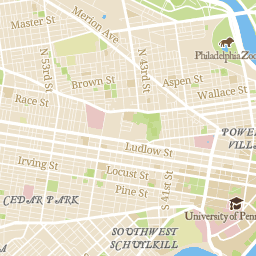 Master St
Merion Ave
N 53rd St
N 43rd St
Philadelphia Zoo
Brown St
Aspen St
Wallace St
Race St
POWE
VILL
Ludlow St
Irving St
Locust St
Pine St
S 41st St
CEDAR PARK
University of Penn
SOUTHWEST
SCHUYLKILL